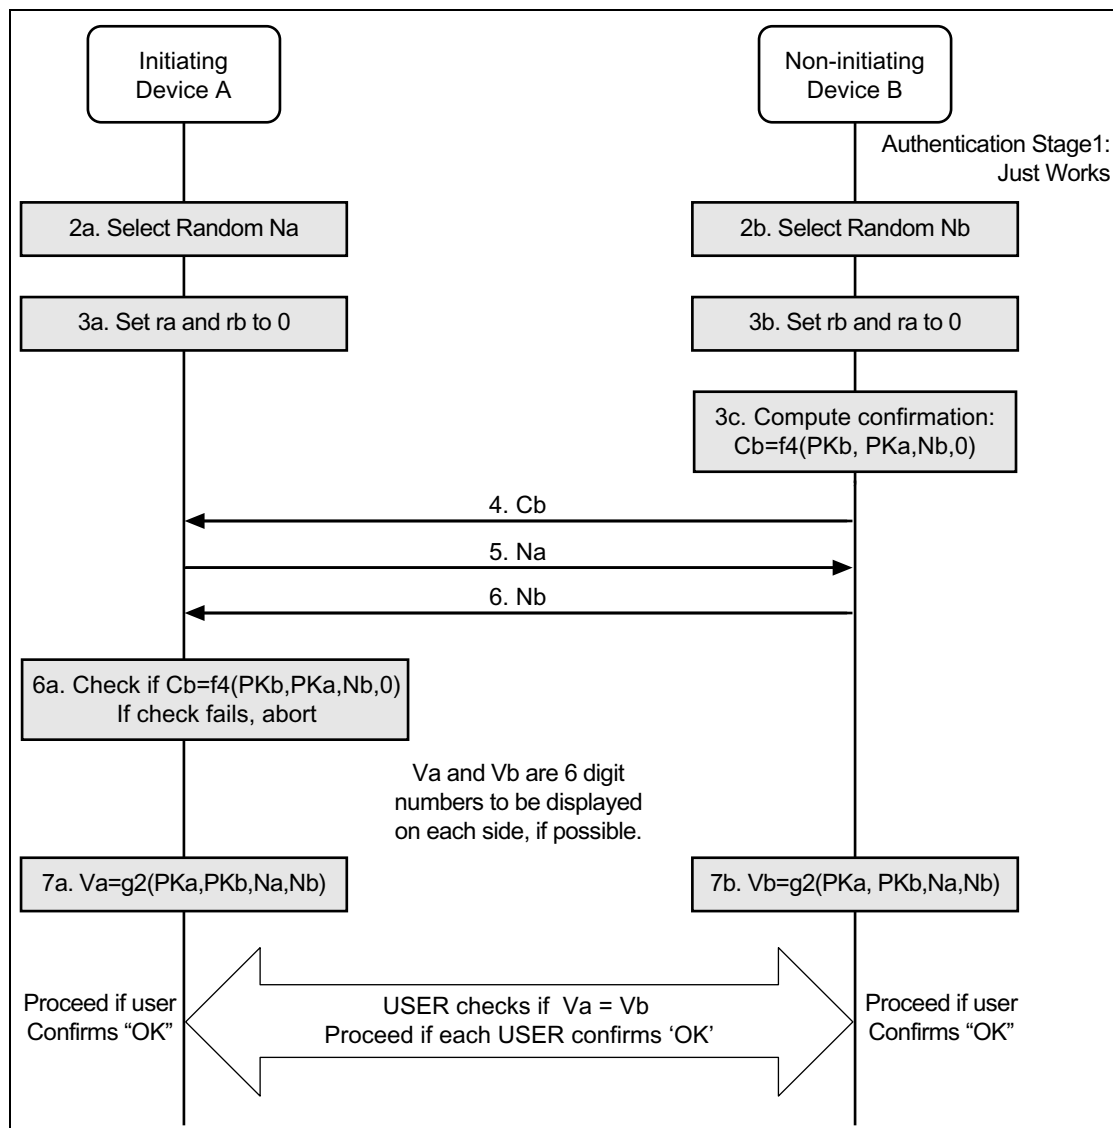 Initiating
Device A
Non-initiating
Device B
Authentication Stage1:
Just Works
2a. Select Random Na
2b. Select Random Nb
3a. Set ra and rb to 0
3b. Set rb and ra to 0
3c. Compute confirmation:
Cb=f4(PKb, PKa,Nb,0)
4. Cb
5. Na
6. Nb
6a. Check if Cb=f4(PKb,PKa,Nb,0)
If check fails, abort
Va and Vb are 6 digit
numbers to be displayed
on each side, if possible.
7a. Va=g2(PKa,PKb,Na,Nb)
7b. Vb=g2(PKa, PKb,Na,Nb)
Proceed if user
Confirms “OK”
USER checks if Va = Vb
Proceed if each USER confirms ‘OK’
Proceed if user
Confirms “OK”